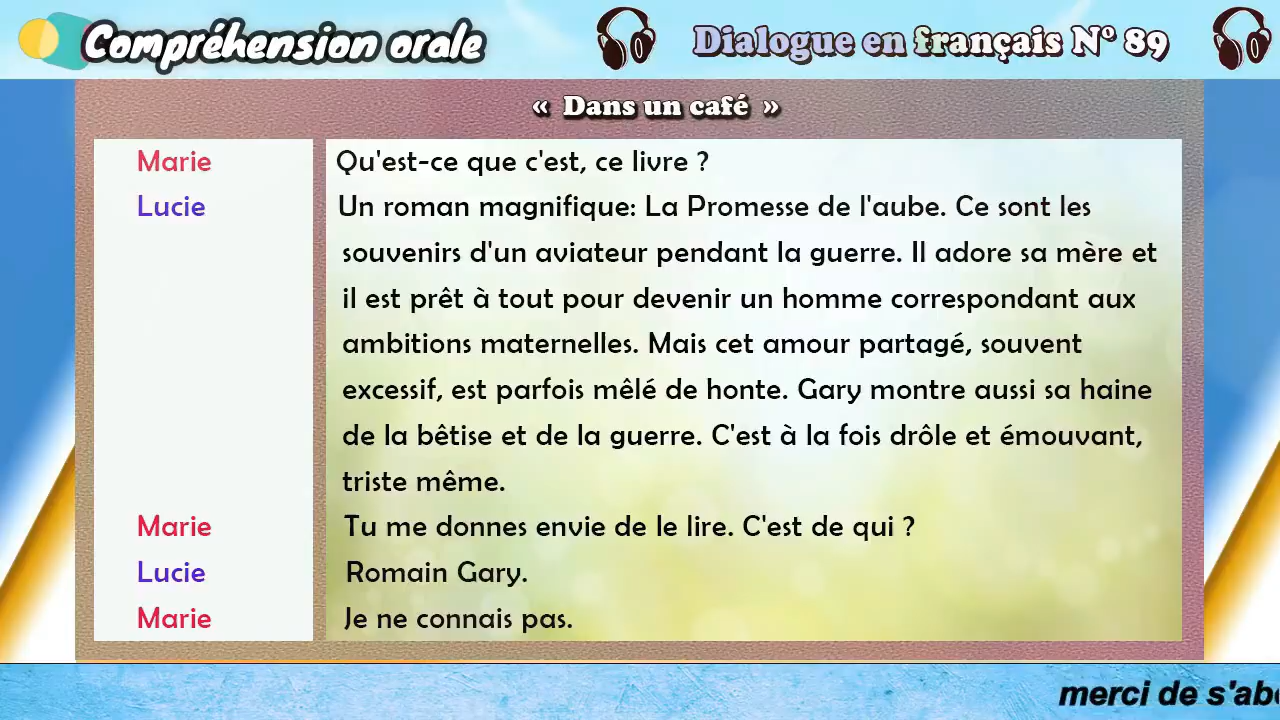 Compréhension orale
Dialogue en français N° 89
« Dans un café »
Marie Qu'est-ce que c'est, ce livre ?
Lucie Un roman magnifique: La Promesse de l'aube. Ce sont les
souvenirs d'un aviateur pendant la guerre. Il adore sa mère et
il est prêt à tout pour devenir un homme correspondant aux
ambitions maternelles. Mais cet amour partagé, souvent
excessif, est parfois mêlé de honte. Gary montre aussi sa haine
de la bêtise et de la guerre. C'est à la fois drôle et émouvant,
triste même.
Marie Tu me donnes envie de le lire. C'est de qui ?
Lucie Romain Gary.
Marie Je ne connais pas.
merci de